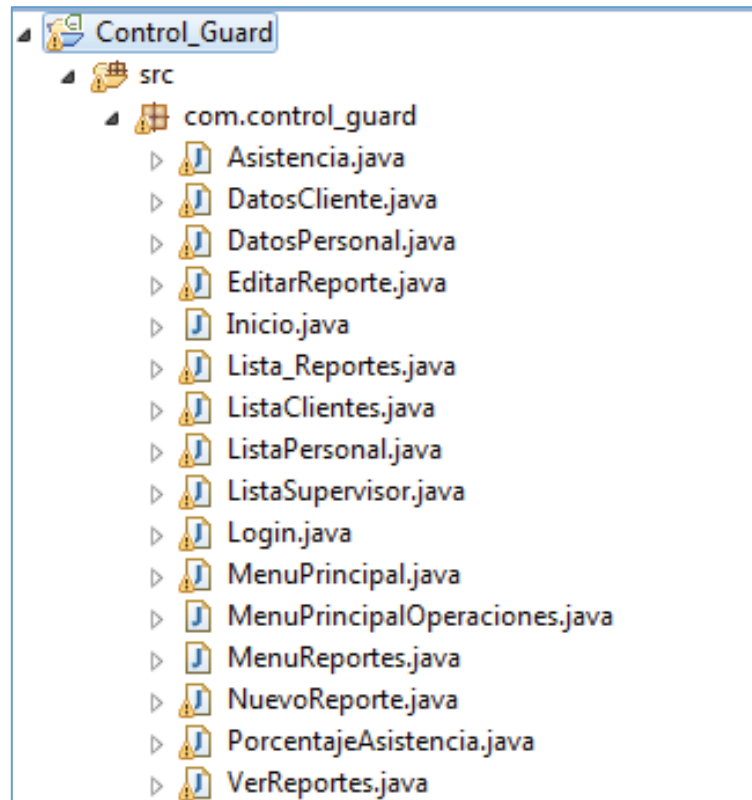 Control_Guard
src
com.control_guard
Asistencia.java
DatosCliente.java
DatosPersonal.java
EditarReporte.java
Inicio.java
Lista_Reportes.java
ListaClientes.java
ListaPersonal.java
ListaSupervisor.java
Login.java
MenuPrincipal.java
MenuPrincipalOperaciones.java
MenuReportes.java
NuevoReporte.java
PorcentajeAsistencia.java
VerReportes.java